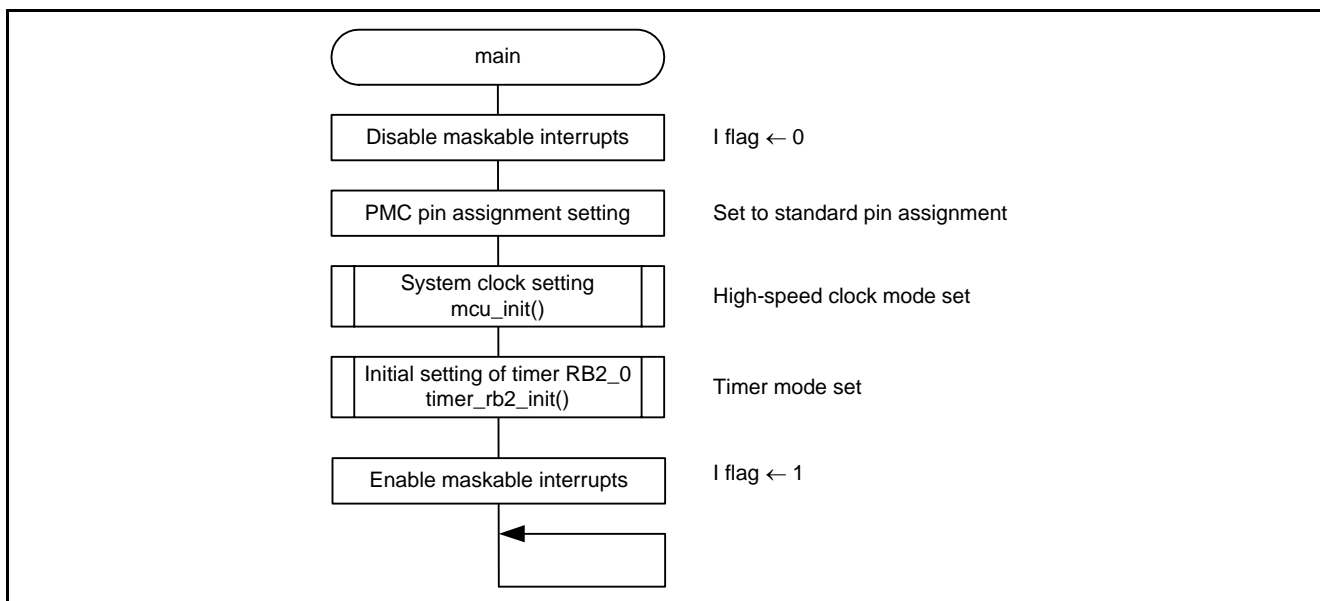 main
Disable maskable interrupts
I flag ← 0
PMC pin assignment setting
Set to standard pin assignment
System clock setting
mcu_init()
High-speed clock mode set
Initial setting of timer RB2_0
timer_rb2_init()
Timer mode set
Enable maskable interrupts
I flag ← 1